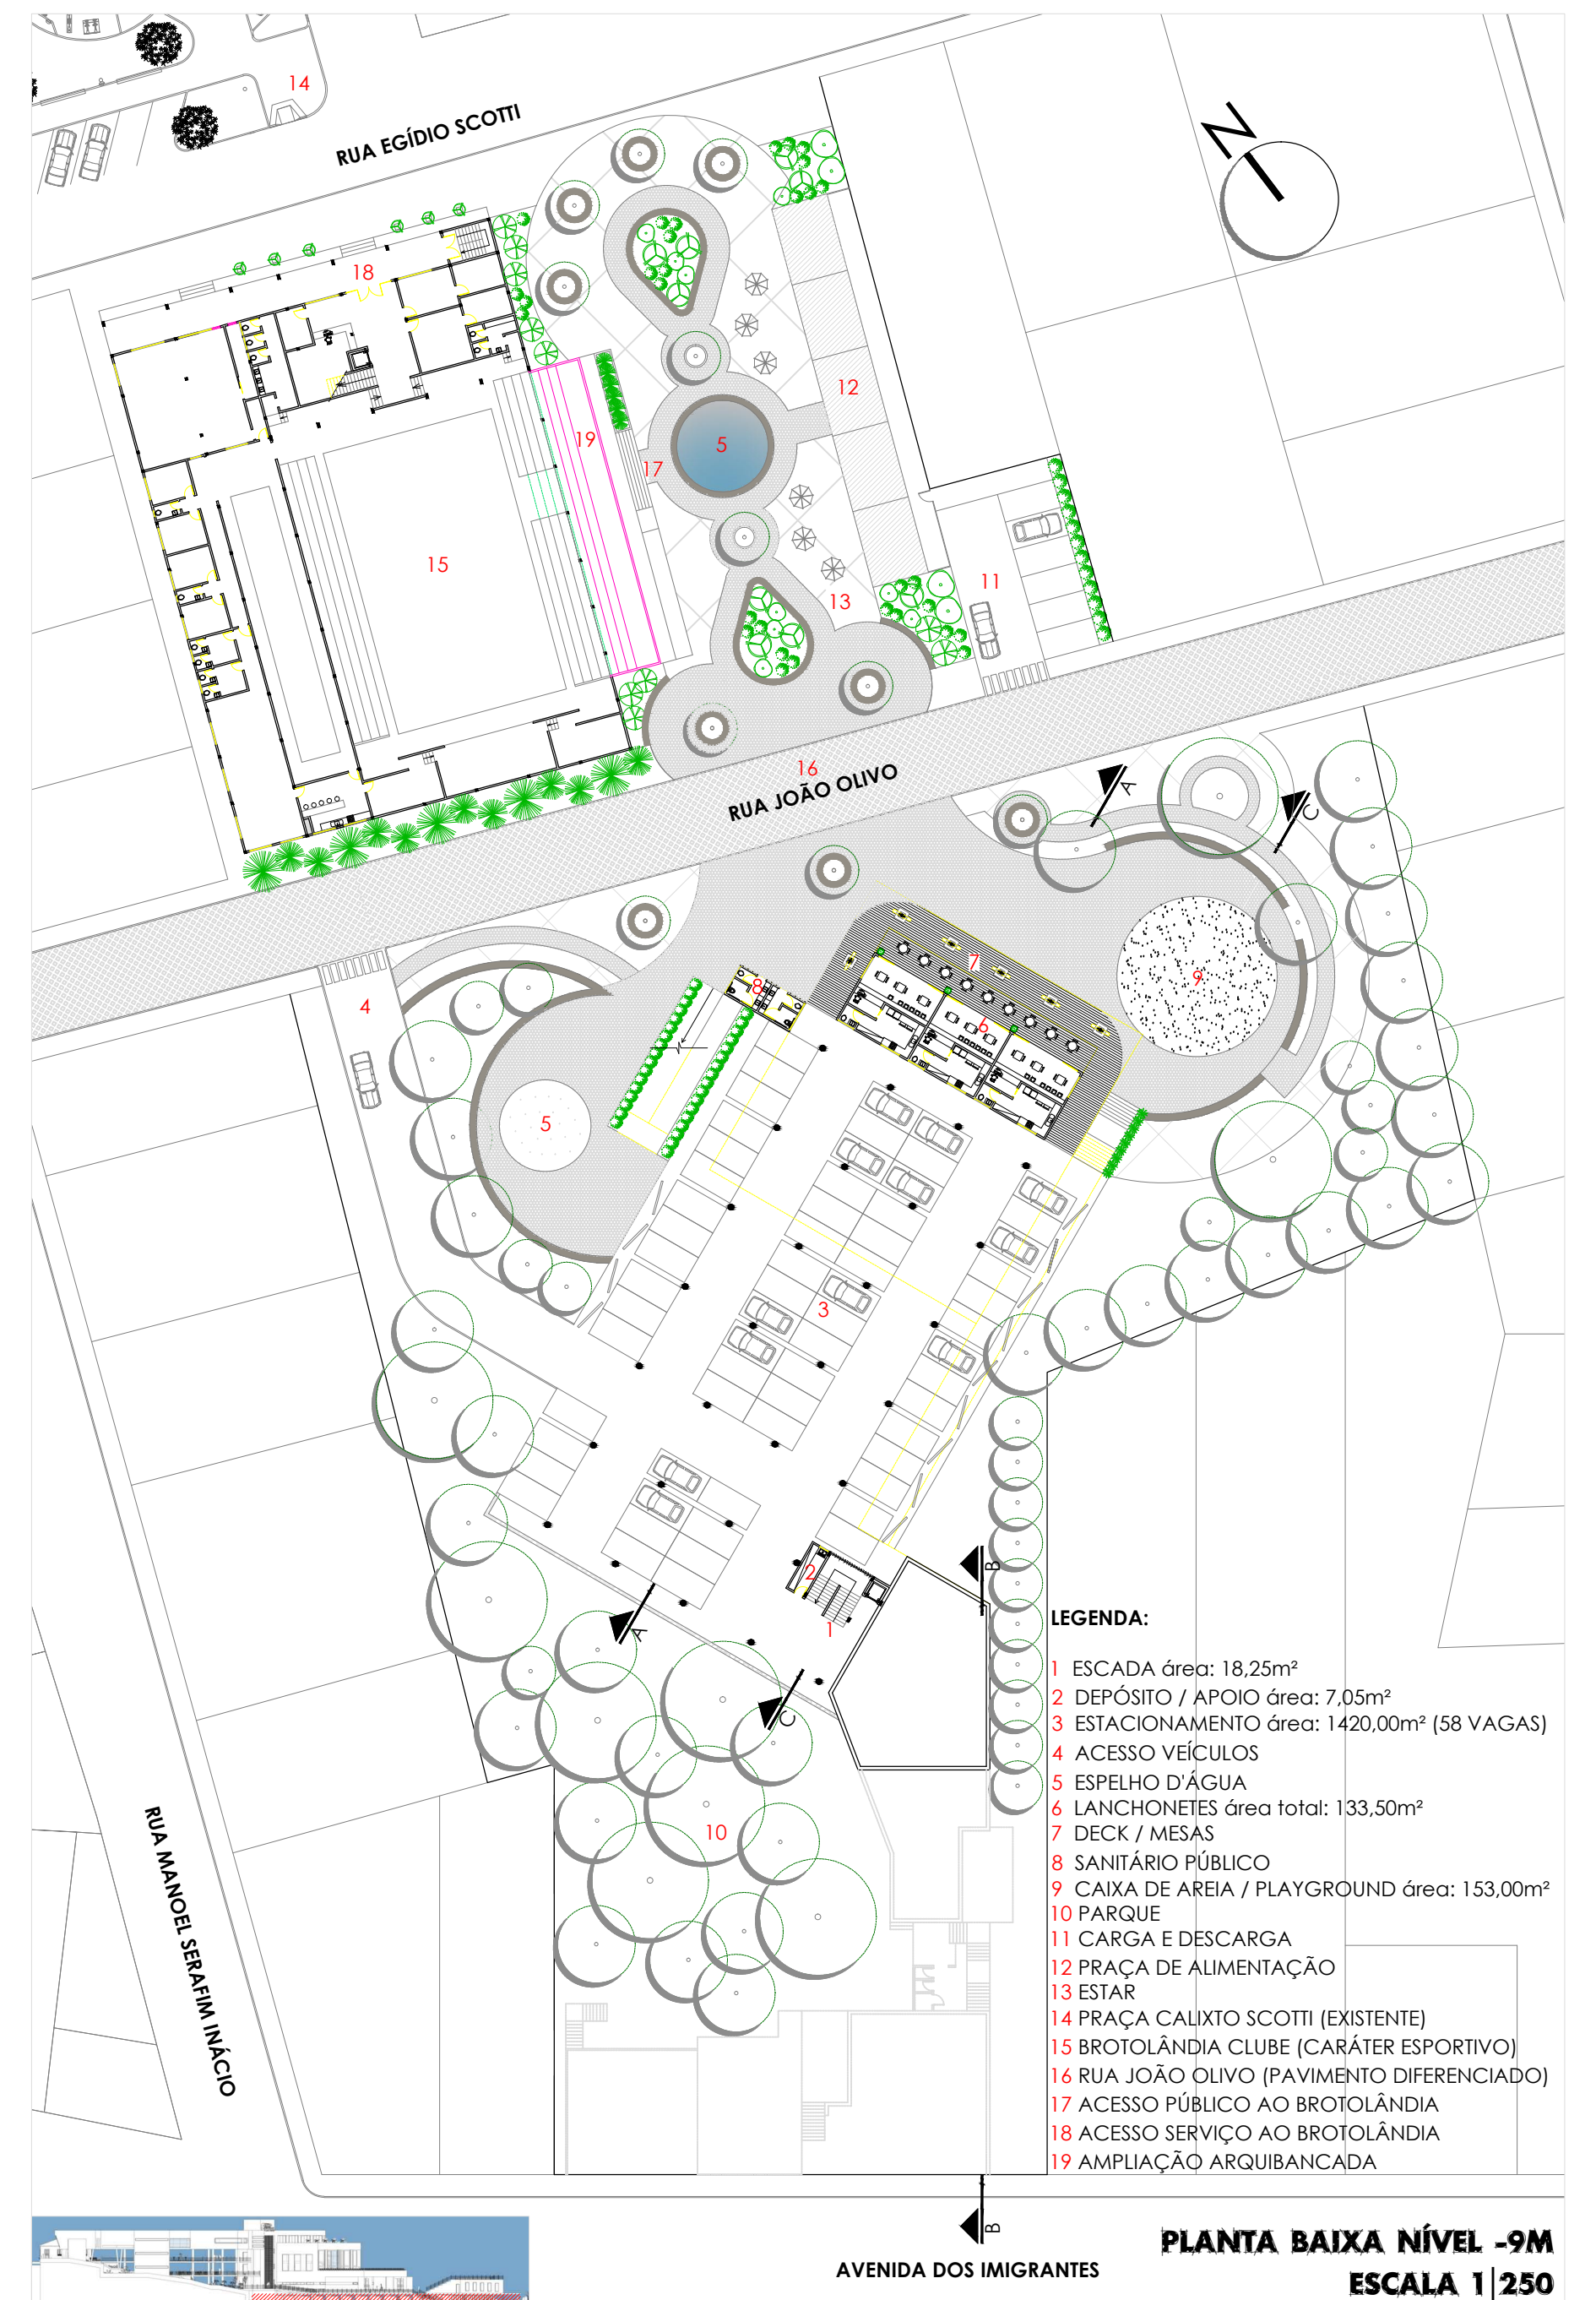 14
RUA EGÍDIO SCOTTI
N
18
12
5
19
17
15
11
13
16
RUA JOÃO OLIVO
A
C
4
8
7
9
6
5
3
2
B
1
A
C
10
RUA MANOEL SERAFIM INÁCIO
LEGENDA:
1 ESCADA área: 18,25m²
2 DEPÓSITO / APOIO área: 7,05m²
3 ESTACIONAMENTO área: 1420,00m² (58 VAGAS)
4 ACESSO VEÍCULOS
5 ESPELHO D'ÁGUA
6 LANCHONETES área total: 133,50m²
7 DECK / MESAS
8 SANITÁRIO PÚBLICO
9 CAIXA DE AREIA / PLAYGROUND área: 153,00m²
10 PARQUE
11 CARGA E DESCARGA
12 PRAÇA DE ALIMENTAÇÃO
13 ESTAR
14 PRAÇA CALIXTO SCOTTI (EXISTENTE)
15 BROTOLÂNDIA CLUBE (CARÁTER ESPORTIVO)
16 RUA JOÃO OLIVO (PAVIMENTO DIFERENCIADO)
17 ACESSO PÚBLICO AO BROTOLÂNDIA
18 ACESSO SERVIÇO AO BROTOLÂNDIA
19 AMPLIAÇÃO ARQUIBANCADA
B
AVENIDA DOS IMIGRANTES
PLANTA BAIXA NÍVEL -9M
ESCALA 1|250